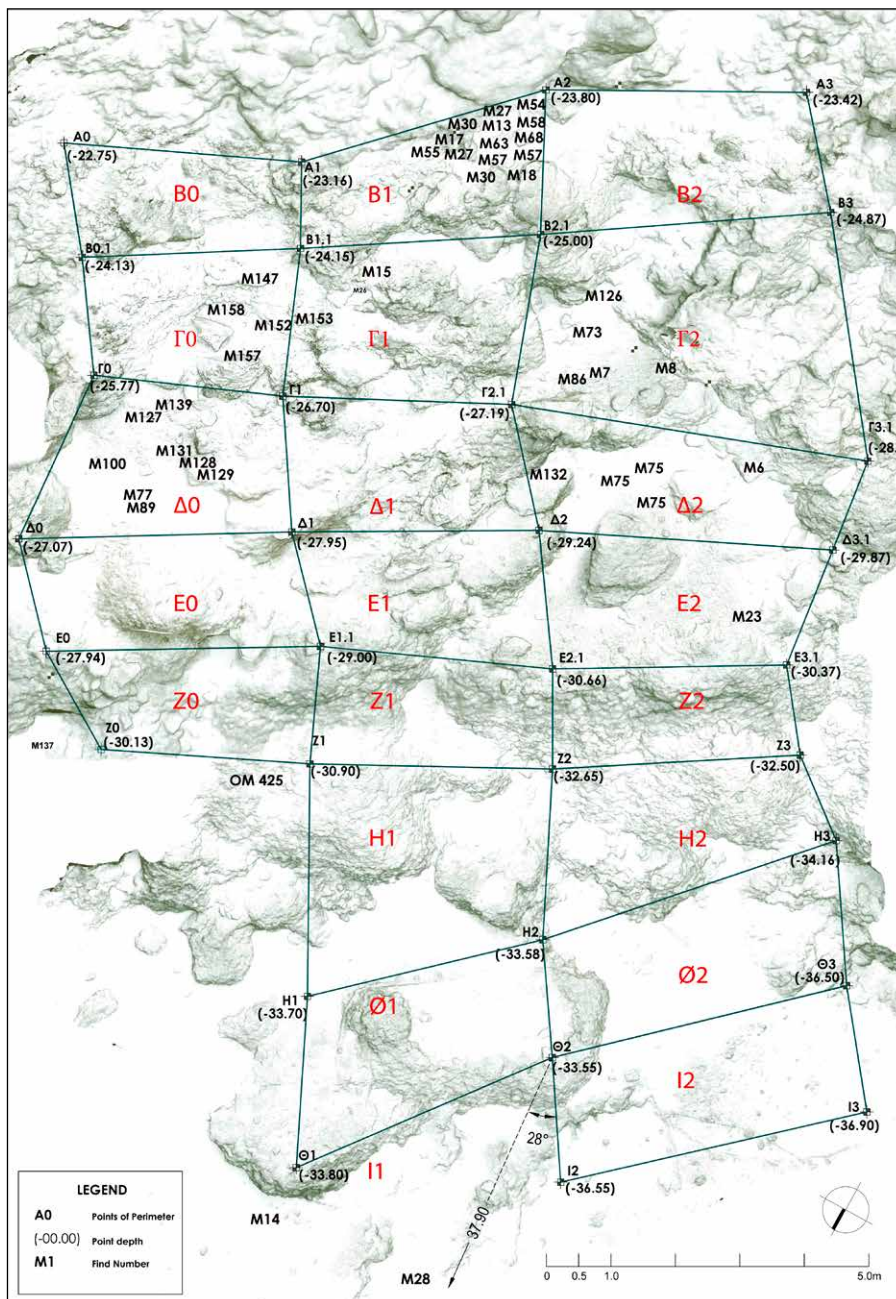 A2
(-23.80)
A3
(-23.42)
M54
M27
M58
M30
M13
M17
M63
M68
M55
M27
M57
M57
M30
M18
A0
(-22.75)
A1
(-23.16)
B0
B1
B2
B3
(-24.87)
B0.1
(-24.13)
B1.1
(-24.15)
B2.1
(-25.00)
M147
M15
M26
M158
M152
M153
M126
M73
M157
M86
M7
M8
Γ0
Γ1
Γ2
Γ0
(-25.77)
Γ1
(-26.70)
Γ2.1
(-27.19)
Γ3.1
(-28.
M139
M127
M131
M100
M128
M129
M77
M89
M132
M75
M75
M75
M6
Δ0
Δ1
Δ2
Δ0
(-27.07)
Δ1
(-27.95)
Δ2
(-29.24)
Δ3.1
(-29.87)
E0
E1
E2
M23
E0
(-27.94)
E1.1
(-29.00)
E2.1
(-30.66)
E3.1
(-30.37)
Z0
Z1
Z2
M137
Z0
(-30.13)
Z1
(-30.90)
Z2
(-32.65)
Z3
(-32.50)
OM 425
H1
H2
H3
(-34.16)
H2
(-33.58)
H1
(-33.70)
Ø1
Ø2
Θ3
(-36.50)
Θ2
(-33.55)
I2
28°
I3
(-36.90)
Θ1
(-33.80)
I1
I2
(-36.55)
M14
37.90
M28
LEGEND
A0 Points of Perimeter
(-00.00) Point depth
M1 Find Number
0 0.5 1.0 5.0m